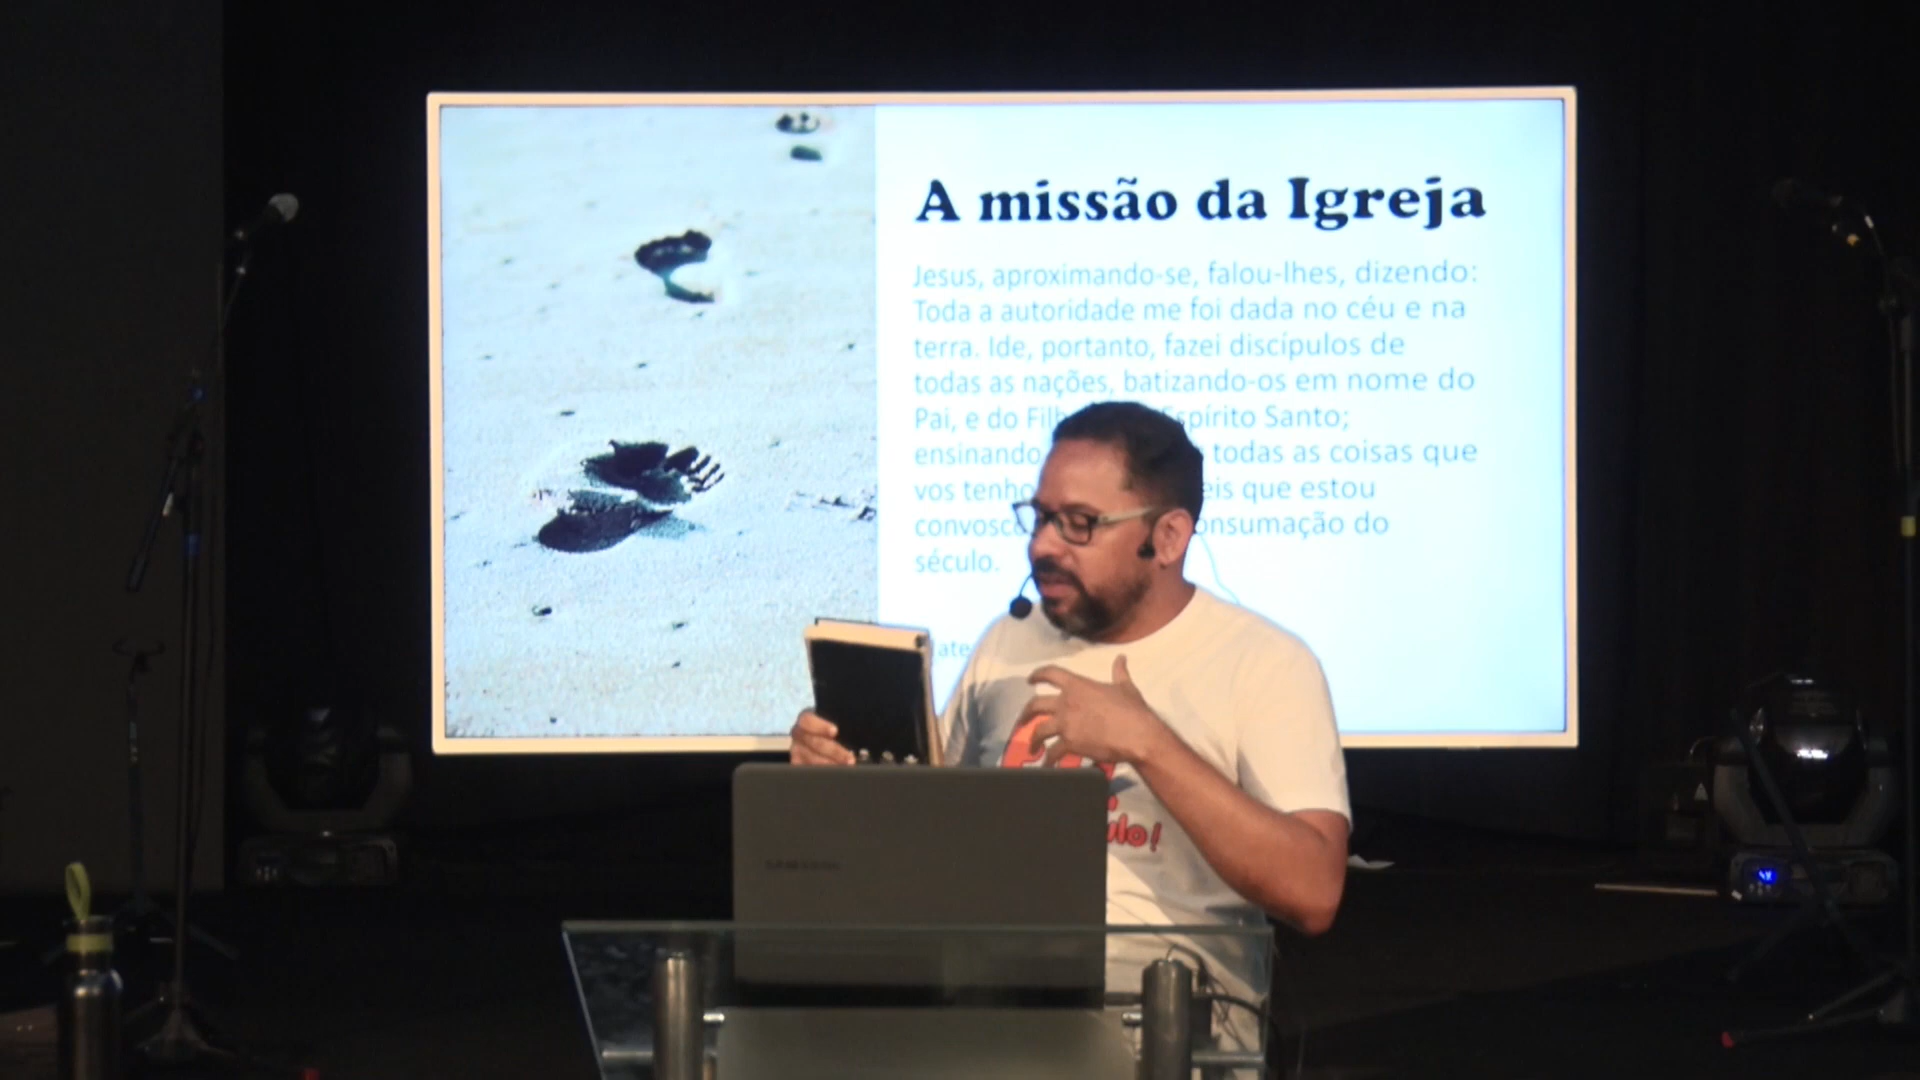 A missão da Igreja
Jesus, aproximando-se, falou-lhes, dizendo:
Toda a autoridade me foi dada no céu e na
terra. Ide, portanto, fazei discípulos de
todas as nações, batizando-os em nome do
Pai, e do Espírito Santo;
ensinando todas as coisas que
vos tenho eis que estou
convosco consumação do
século.
SAMSUNG